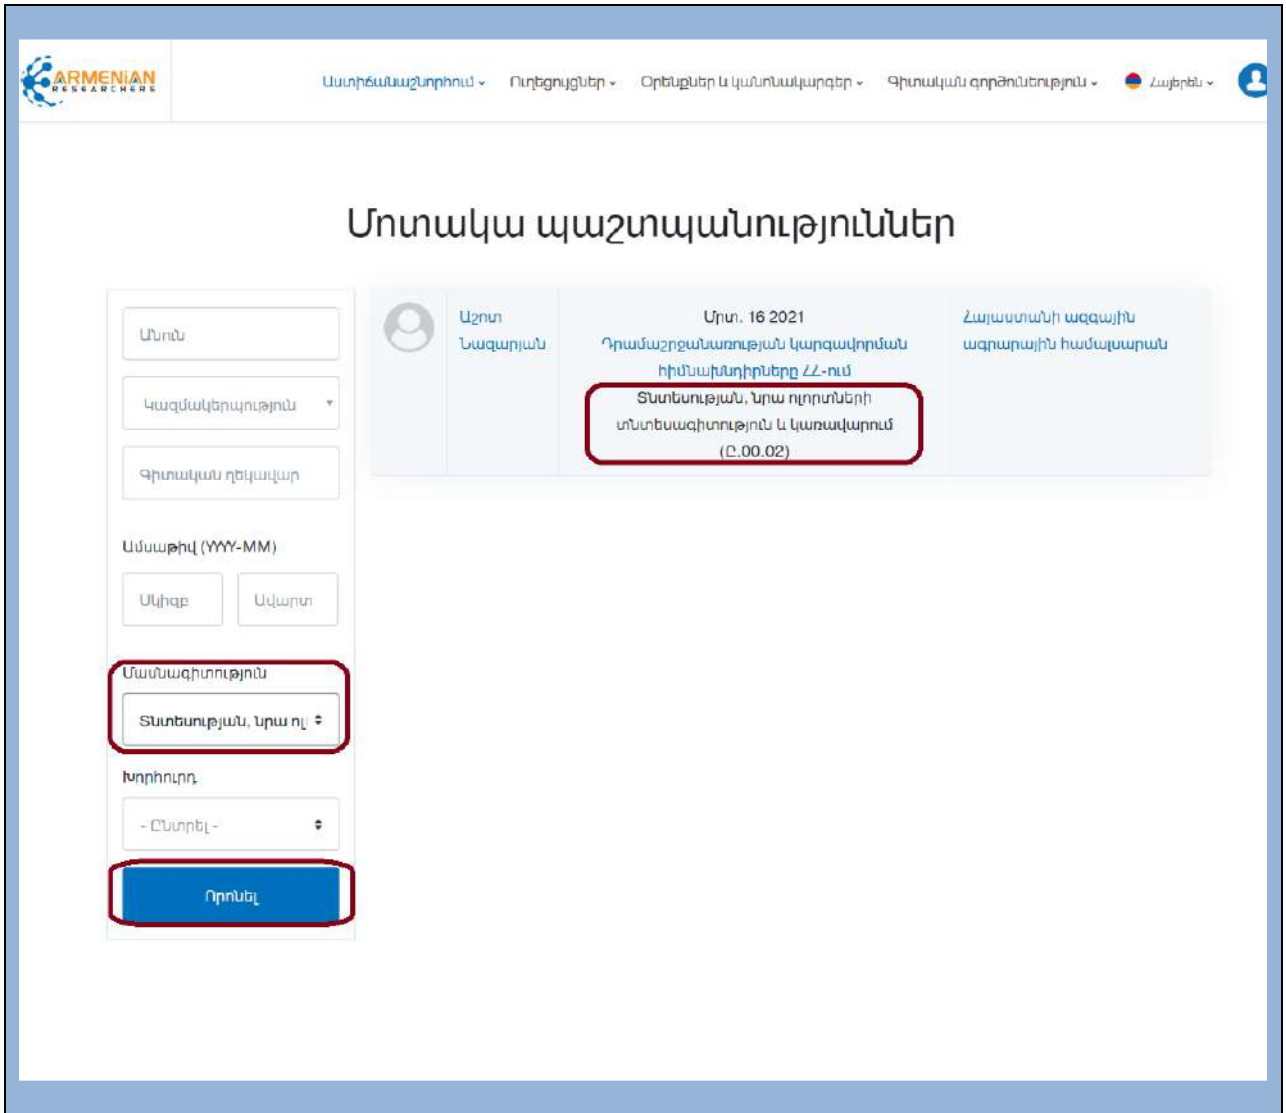 ARMENiAN
RESEARCHERS
Աստիճանաշնորհում Ուղեցույցներ Օրենքներ և կանոնակարգեր Գիտական գործունեություն Հայերեն
Մոտակա պաշտպանություններ
Անուն
Կազմակերպություն
Գիտական ղեկավար
Ամսաթիվ (YYYY-MM)
Սկիզբ Ավարտ
Մասնագիտություն
Տնտեսության, նրա ոլ
Խորհուրդ
- Ընտրել -
Որոնել
Աշոտ
Նազարյան
Մրտ. 16 2021
Դրամաշրջանառության կարգավորման
հիմնախնդիրները ՀՀ-ում
Տնտեսության, նրա ոլորտների
տնտեսագիտություն և կառավարում
(Ը.00.02)
Հայաստանի ազգային
ագրարային համալսարան